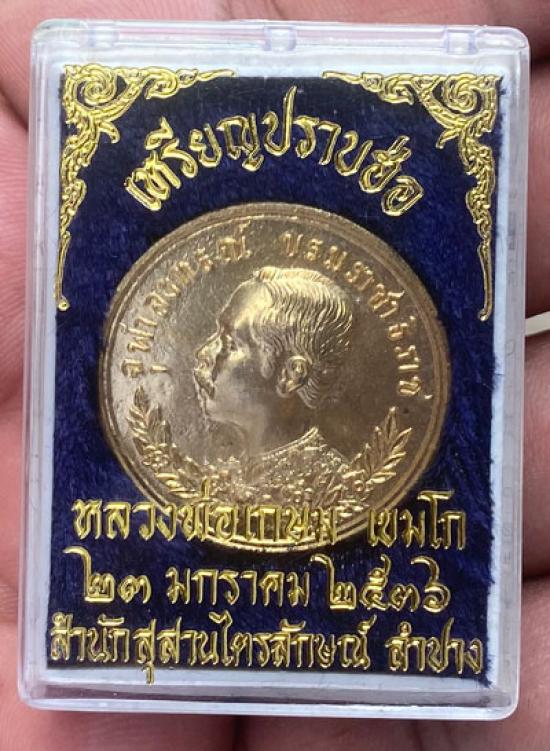 เหรียญปราบฮ่อ
จุฬาลงกรณ์ บรมราชาธิราช
หลวงพ่อเกษม เขมโก
๒๓ มกราคม ๒๕๓๖
สำนักสุสานไตรลักษณ์ ลำปาง